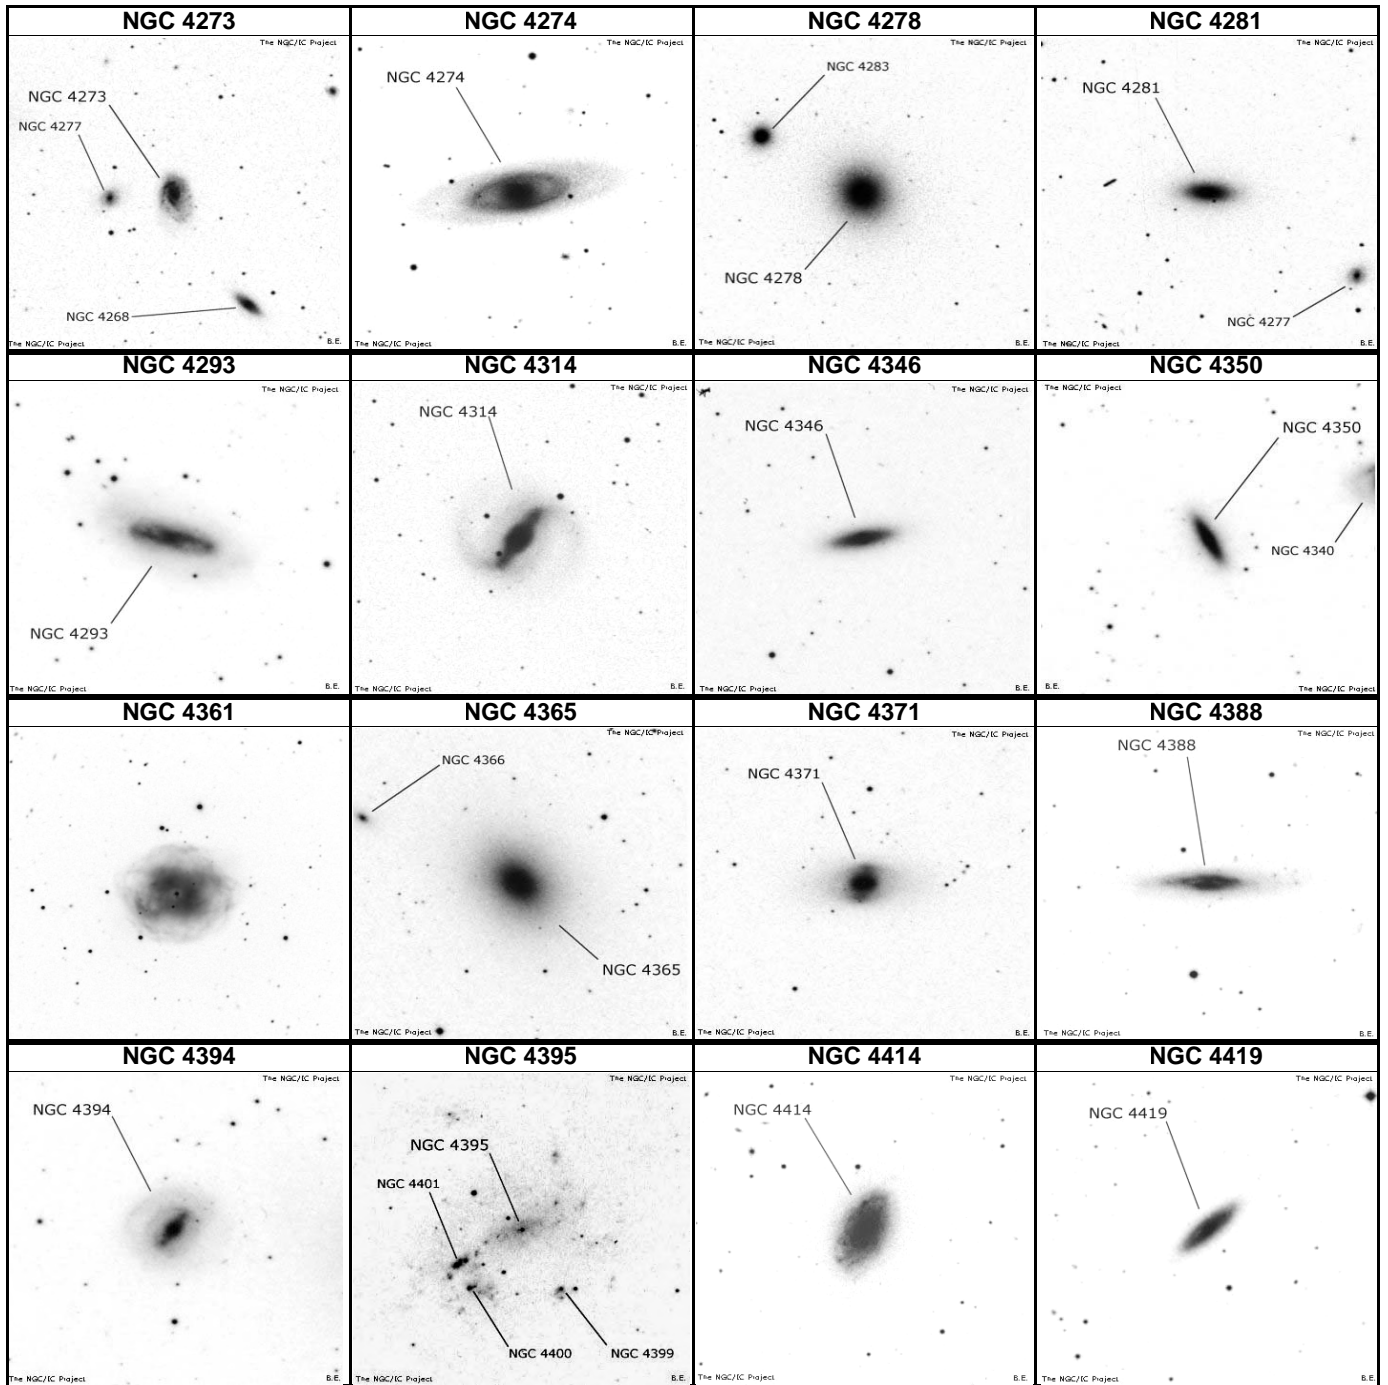 NGC 4273
NGC 4274
NGC 4278
NGC 4281
The NGC/IC Project
NGC 4273
NGC 4277
NGC 4268
The NGC/IC Project
B.E.
The NGC/IC Project
NGC 4274
The NGC/IC Project
B.E.
The NGC/IC Project
NGC 4283
NGC 4278
The NGC/IC Project
B.E.
The NGC/IC Project
NGC 4281
NGC 4277
The NGC/IC Project
B.E.
NGC 4293
NGC 4314
NGC 4346
NGC 4350
The NGC/IC Project
NGC 4293
The NGC/IC Project
B.E.
The NGC/IC Project
NGC 4314
The NGC/IC Project
B.E.
The NGC/IC Project
NGC 4346
The NGC/IC Project
B.E.
The NGC/IC Project
NGC 4350
NGC 4340
B.E.
The NGC/IC Project
NGC 4361
NGC 4365
NGC 4371
NGC 4388
The NGC/IC Project
NGC 4366
NGC 4365
The NGC/IC Project
B.E.
The NGC/IC Project
NGC 4371
The NGC/IC Project
B.E.
The NGC/IC Project
NGC 4388
The NGC/IC Project
B.E.
NGC 4394
NGC 4395
NGC 4414
NGC 4419
The NGC/IC Project
NGC 4394
The NGC/IC Project
B.E.
The NGC/IC Project
NGC 4395
NGC 4401
NGC 4400
NGC 4399
The NGC/IC Project
B.E.
The NGC/IC Project
NGC 4414
The NGC/IC Project
B.E.
The NGC/IC Project
NGC 4419
The NGC/IC Project
B.E.